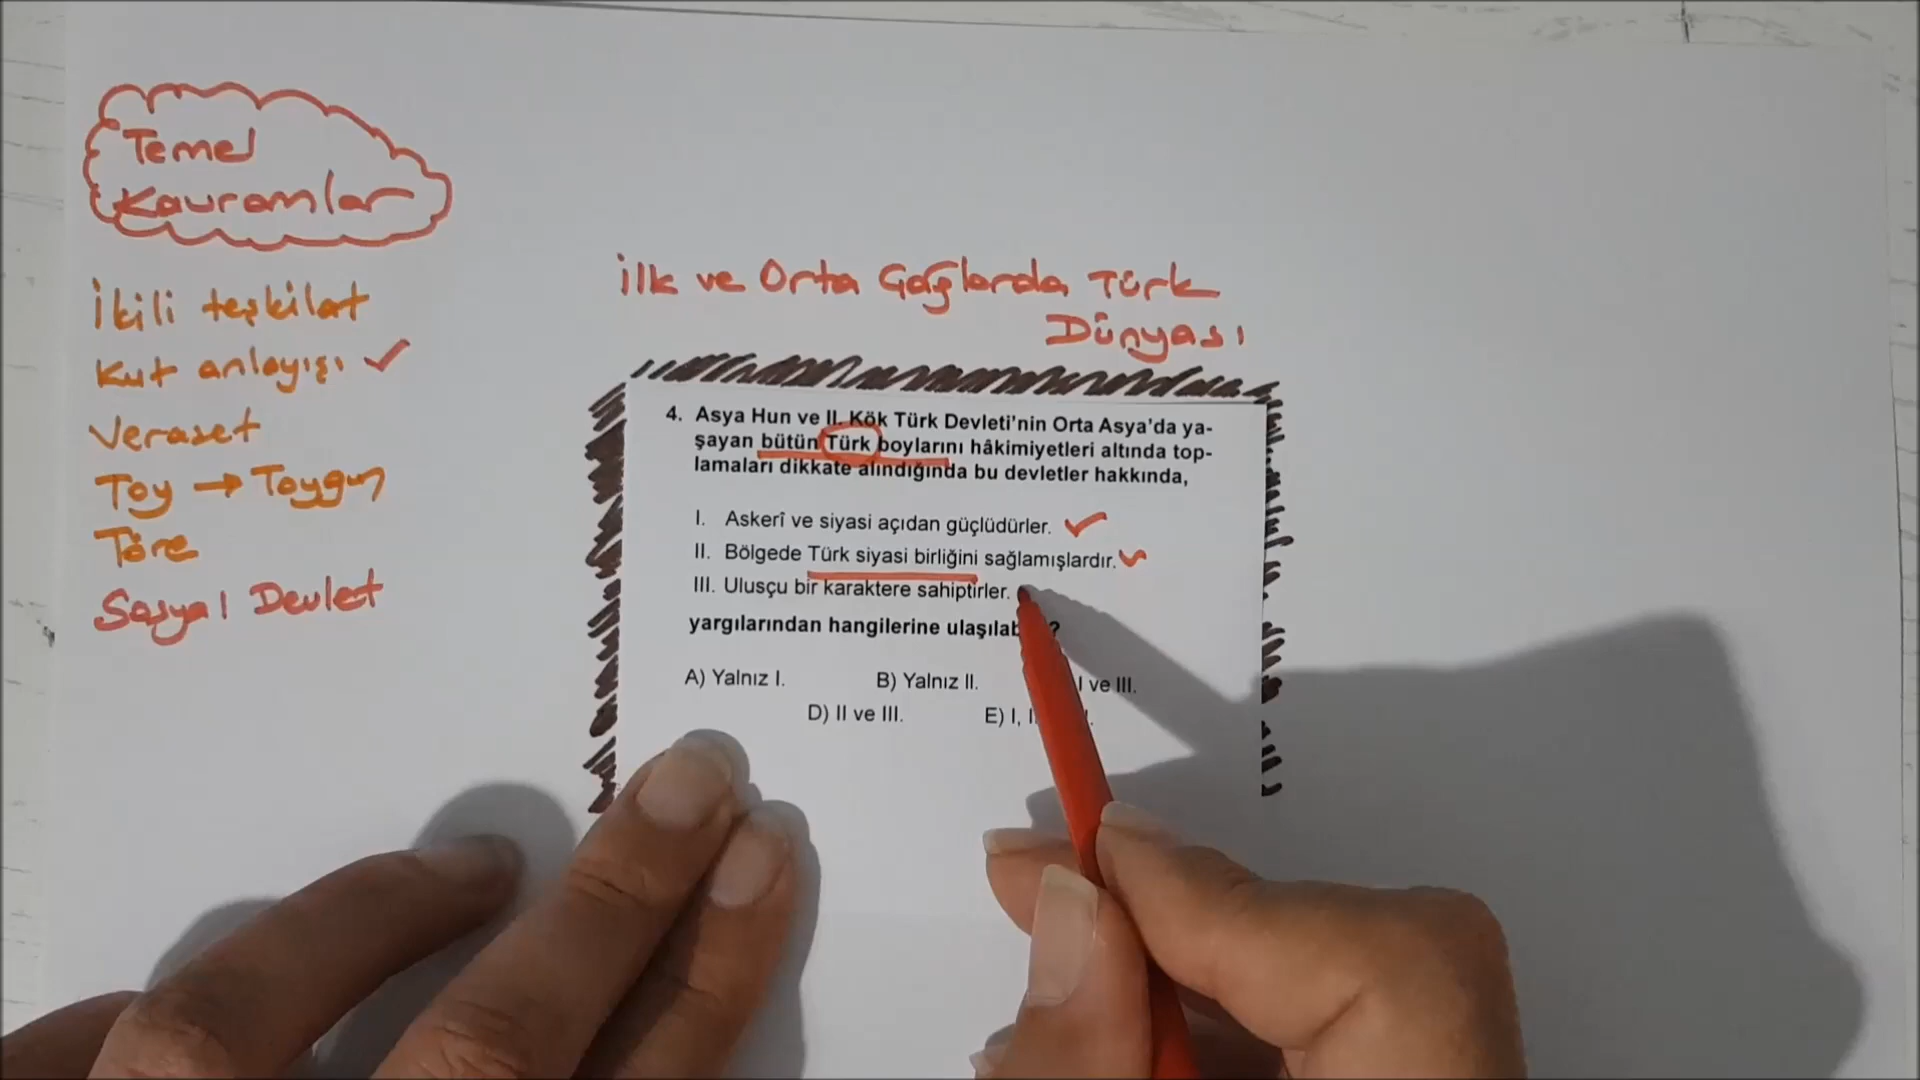 Temel
Kavramlar
İkili teşkilat
Kut anlayışı ✓
Veraset
Toy → Toygun
Töre
Sosyal Devlet
İlk ve Orta Çağlarda Türk
Dünyası
4. Asya Hun ve II. Kök Türk Devleti'nin Orta Asya'da ya-
şayan bütün Türk boylarını hâkimiyetleri altında top-
lamaları dikkate alındığında bu devletler hakkında,
I. Askerî ve siyasi açıdan güçlüdürler. ✓
II. Bölgede Türk siyasi birliğini sağlamışlardır. ✓
III. Ulusçu bir karaktere sahiptirler.
yargılarından hangilerine ?
A) Yalnız I. B) Yalnız II. I ve III.
D) II ve III. E) I,